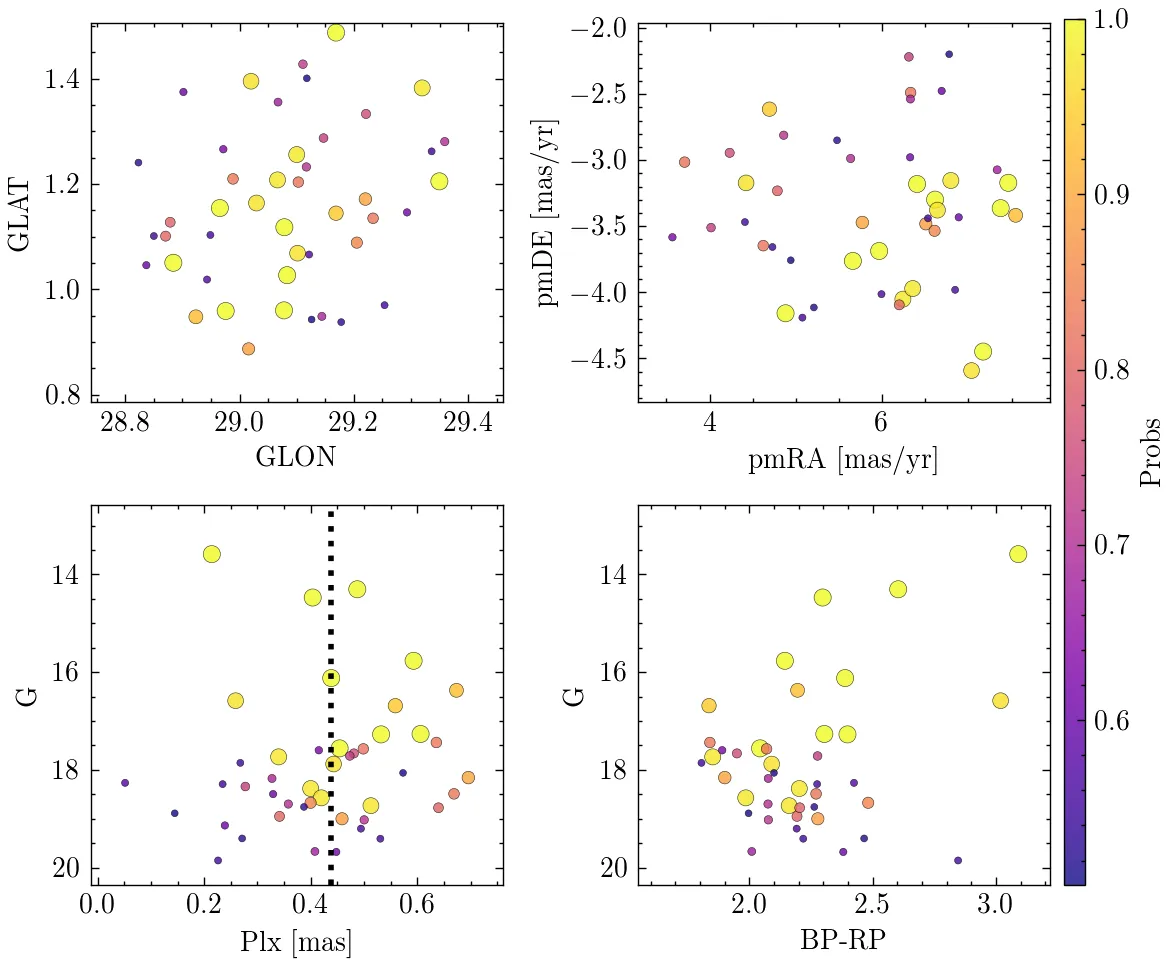 1.4
1.2
1.0
0.8
GLAT
28.8 29.0 29.2 29.4
GLON
−2.0
−2.5
−3.0
−3.5
−4.0
−4.5
pmDE [mas/yr]
4 6
pmRA [mas/yr]
14
16
18
20
G
0.0 0.2 0.4 0.6
Plx [mas]
14
16
18
20
G
2.0 2.5 3.0
BP-RP
1.0
0.9
0.8
0.7
0.6
Probs